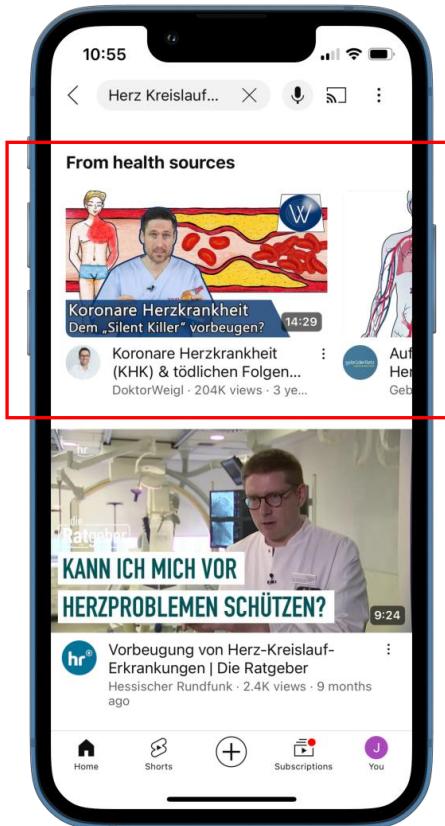 10:55
Herz Kreislauf...
From health sources
W
Koronare Herzkrankheit
Dem „Silent Killer“ vorbeugen?
14:29
Koronare Herzkrankheit
(KHK) & tödlichen Folgen...
DoktorWeigl · 204K views · 3 ye...
Auf
Her
Geb
hr
die
Ratgeber
KANN ICH MICH VOR
HERZPROBLEMEN SCHÜTZEN?
9:24
hr
Vorbeugung von Herz-Kreislauf-
Erkrankungen | Die Ratgeber
Hessischer Rundfunk · 2.4K views · 9 months
ago
Home
Shorts
Subscriptions
J
You